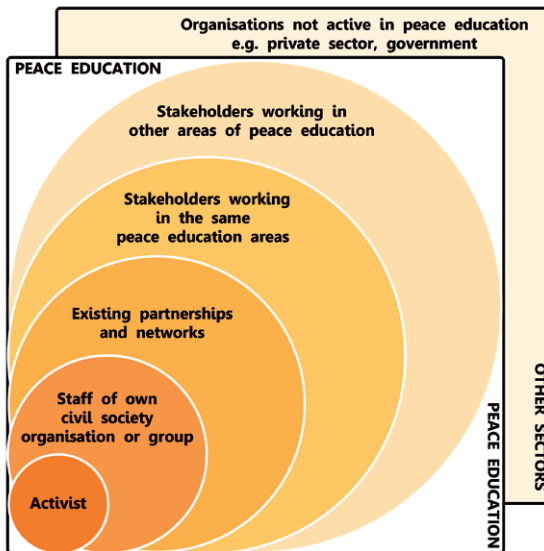 Organisations not active in peace education
e.g. private sector, government
PEACE EDUCATION
Stakeholders working in
other areas of peace education
Stakeholders working
in the same
peace education areas
Existing partnerships
and networks
Staff of own
civil society
organisation or group
Activist
PEACE EDUCATION
OTHER SECTORS